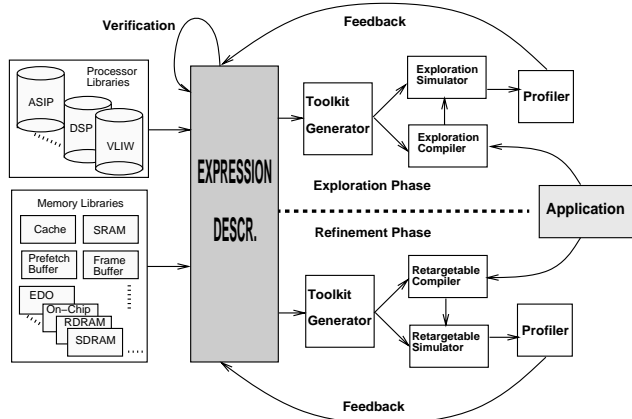 Verification
Feedback
Processor
Libraries
ASIP
DSP
VLIW
EXPRESSION
DESCR.
Toolkit
Generator
Exploration
Simulator
Exploration
Compiler
Profiler
Exploration Phase
Application
Refinement Phase
Memory Libraries
Cache
SRAM
Prefetch
Buffer
Frame
Buffer
EDO
On-Chip
RDRAM
SDRAM
Toolkit
Generator
Retargetable
Compiler
Retargetable
Simulator
Profiler
Feedback